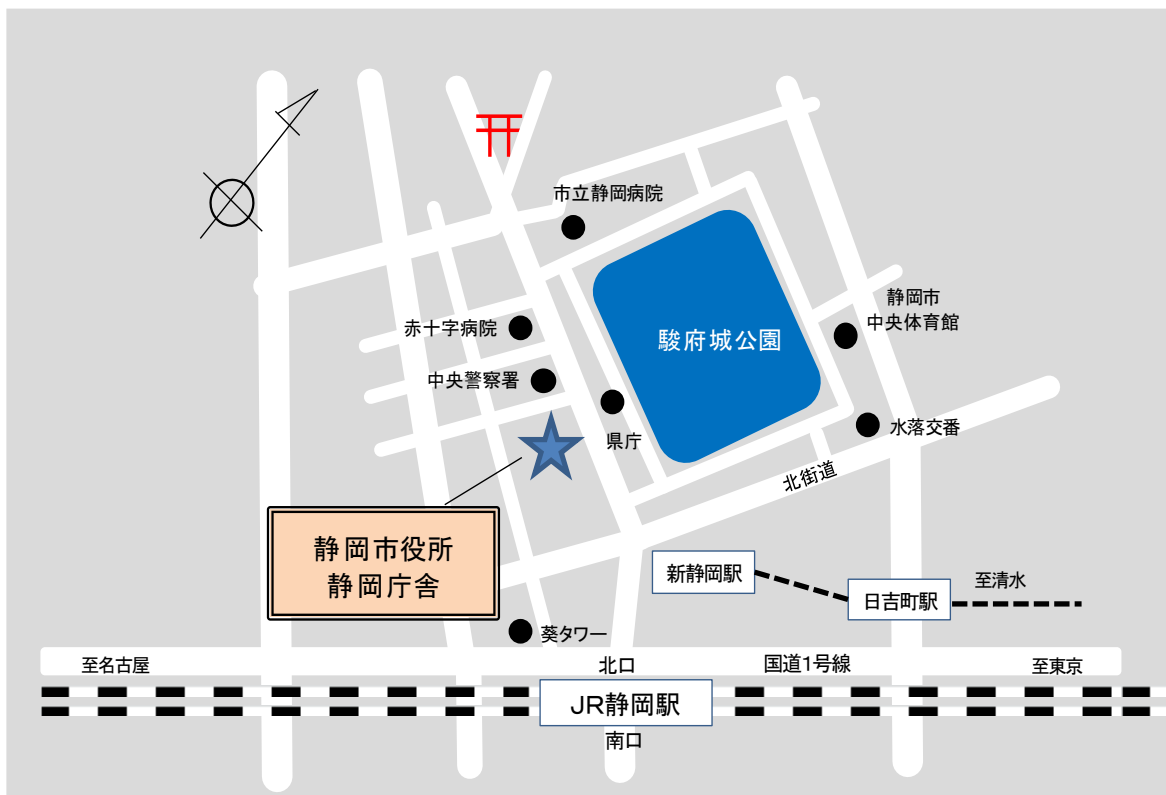 市立静岡病院
静岡市
中央体育館
赤十字病院
駿府城公園
中央警察署
県庁
水落交番
北街道
静岡市役所
静岡庁舎
新静岡駅
日吉町駅
至清水
葵タワー
至名古屋
北口
国道1号線
至東京
JR静岡駅
南口